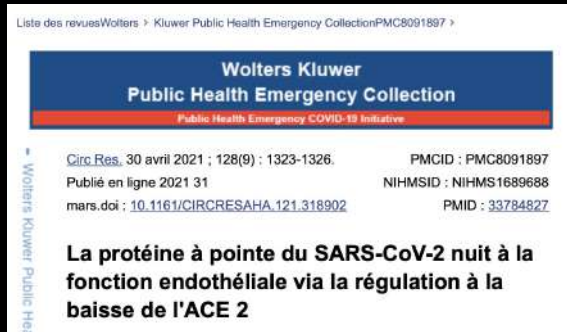 Liste des revuesWolters > Kluwer Public Health Emergency CollectionPMC8091897 >
Wolters Kluwer
Public Health Emergency Collection
Public Health Emergency COVID-19 Initiative
Circ Res. 30 avril 2021 ; 128(9) : 1323-1326.
Publié en ligne 2021 31
mars.doi : 10.1161/CIRCRESAHA.121.318902
PMCID : PMC8091897
NIHMSID : NIHMS1689688
PMID : 33784827
Wolters Kluwer Public Hea
La protéine à pointe du SARS-CoV-2 nuit à la
fonction endothéliale via la régulation à la
baisse de l'ACE 2